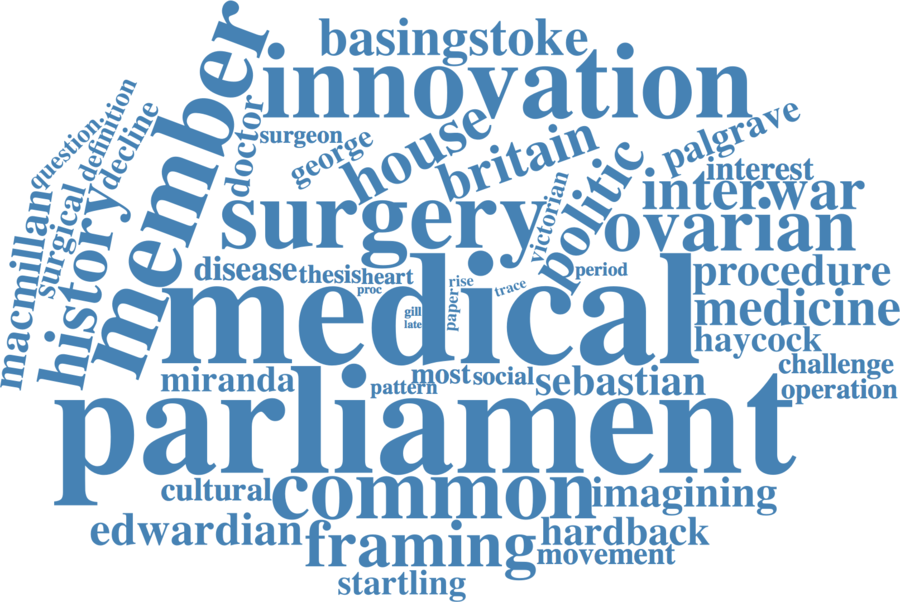 basingstoke
innovation
member
doctor
surgeon
george
house
britain
palgrave
interest
interwar
definition
question
decline
surgical
macmillan
history
surgery
victorian
politic
ovarian
disease
thesis
heart
proc
rise
trace
period
procedure
medical
gill
late
paper
medicine
haycock
challenge
operation
miranda
pattern
most
social
sebastian
parliament
cultural
common
imagining
edwardian
framing
hardback
movement
startling